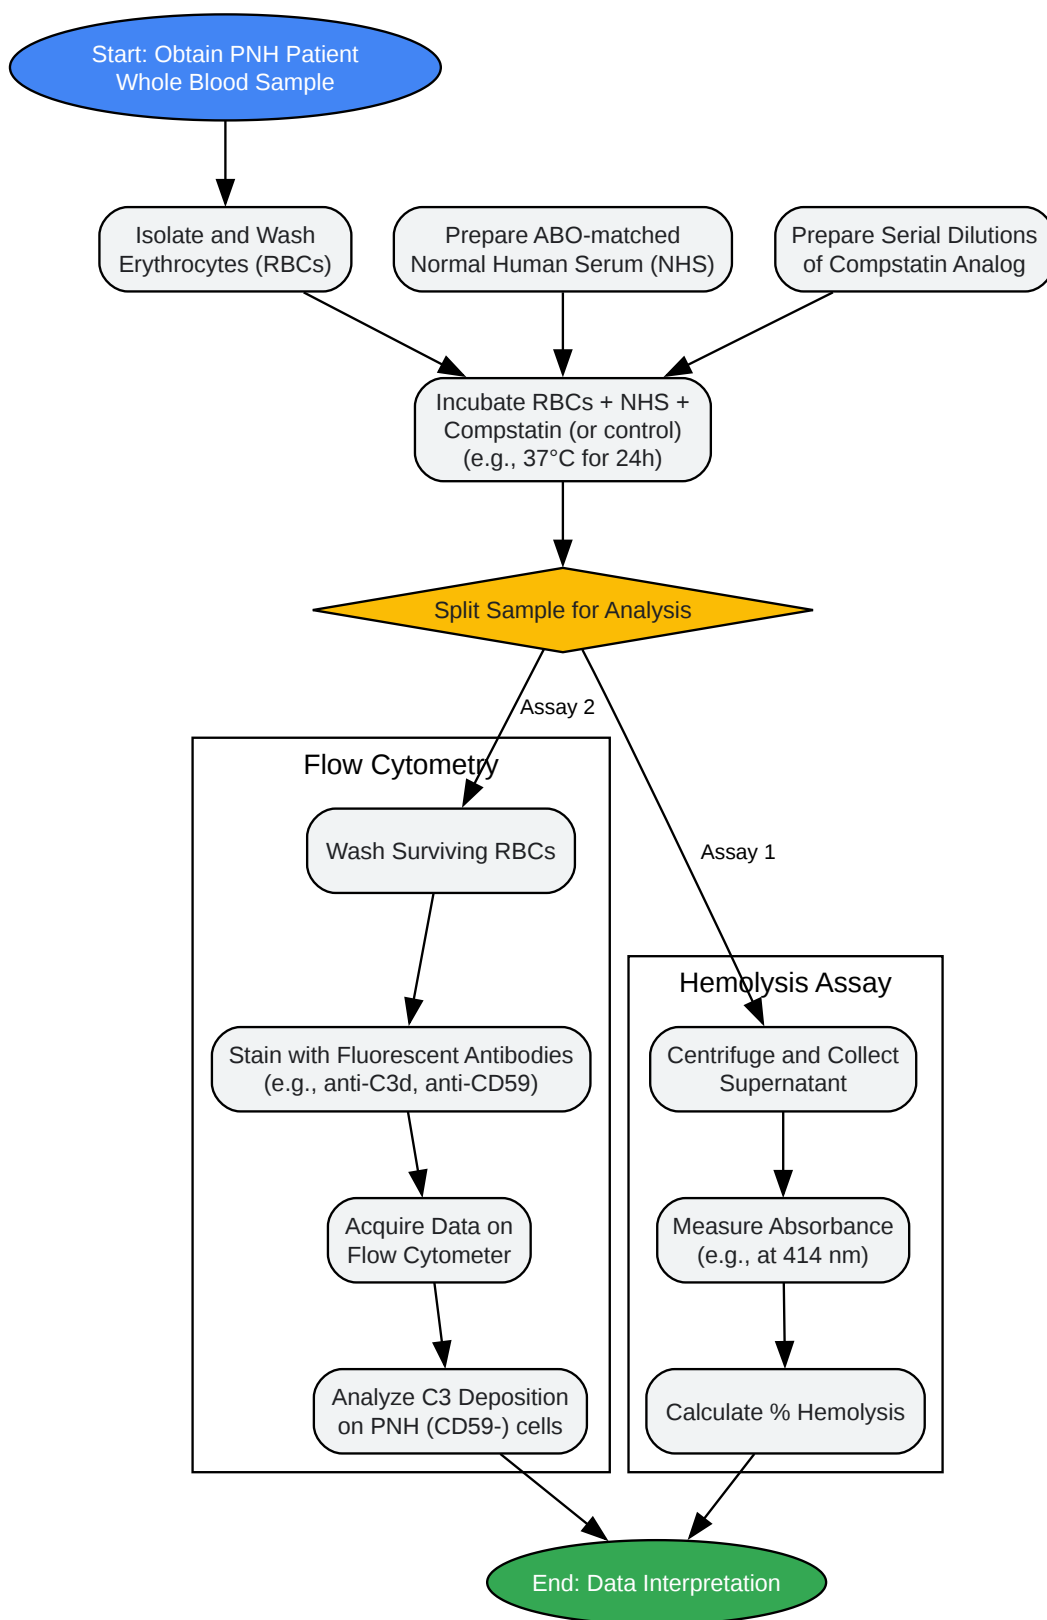 Start: Obtain PNH Patient
Whole Blood Sample
Isolate and Wash
Erythrocytes (RBCs)
Prepare ABO-matched
Normal Human Serum (NHS)
Prepare Serial Dilutions
of Compstatin Analog
Incubate RBCs + NHS +
Compstatin (or control)
(e.g., 37°C for 24h)
Split Sample for Analysis
Assay 2
Flow Cytometry
Wash Surviving RBCs
Stain with Fluorescent Antibodies
(e.g., anti-C3d, anti-CD59)
Acquire Data on
Flow Cytometer
Analyze C3 Deposition
on PNH (CD59-) cells
Assay 1
Hemolysis Assay
Centrifuge and Collect
Supernatant
Measure Absorbance
(e.g., at 414 nm)
Calculate % Hemolysis
End: Data Interpretation